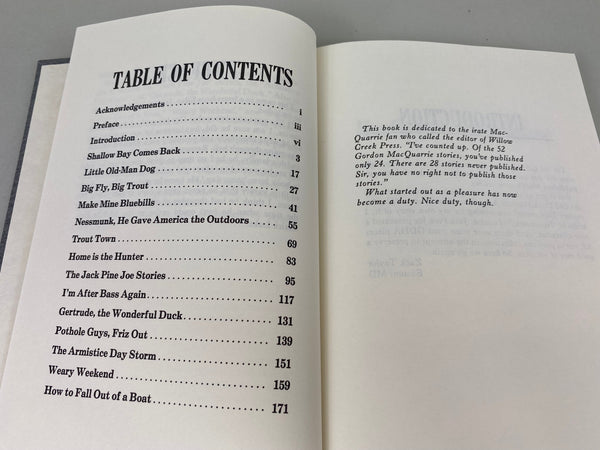 TABLE OF CONTENTS
Acknowledgements . . . . . . . . . . . . . . . . . . . . . . . . . . . . . i
Preface . . . . . . . . . . . . . . . . . . . . . . . . . . . . . . . . . . . . iii
Introduction . . . . . . . . . . . . . . . . . . . . . . . . . . . . . . . . vi
Shallow Bay Comes Back . . . . . . . . . . . . . . . . . . . . . 3
Little Old-Man Dog . . . . . . . . . . . . . . . . . . . . . . . . . . 17
Big Fly, Big Trout . . . . . . . . . . . . . . . . . . . . . . . . . . . 27
Make Mine Bluebills . . . . . . . . . . . . . . . . . . . . . . . . . 41
Nessmunk, He Gave America the Outdoors . . . . . 55
Trout Town . . . . . . . . . . . . . . . . . . . . . . . . . . . . . . . . . 69
Home is the Hunter . . . . . . . . . . . . . . . . . . . . . . . . . . 83
The Jack Pine Joe Stories . . . . . . . . . . . . . . . . . . . . . 95
I'm After Bass Again . . . . . . . . . . . . . . . . . . . . . . . . 117
Gertrude, the Wonderful Duck . . . . . . . . . . . . . . . . 131
Pothole Guys, Friz Out . . . . . . . . . . . . . . . . . . . . . . 139
The Armistice Day Storm . . . . . . . . . . . . . . . . . . . . 151
Weary Weekend . . . . . . . . . . . . . . . . . . . . . . . . . . . . 159
How to Fall Out of a Boat . . . . . . . . . . . . . . . . . . . . 171
This book is dedicated to the irate Mac-
Quarrie fan who called the editor of Willow
Creek Press. "I've counted up. Of the 52
Gordon MacQuarrie stories, you've published
only 24. There are 28 stories never published.
Sir, you have no right not to publish those
stories."
What started out as a pleasure has now
become a duty. Nice duty, though.